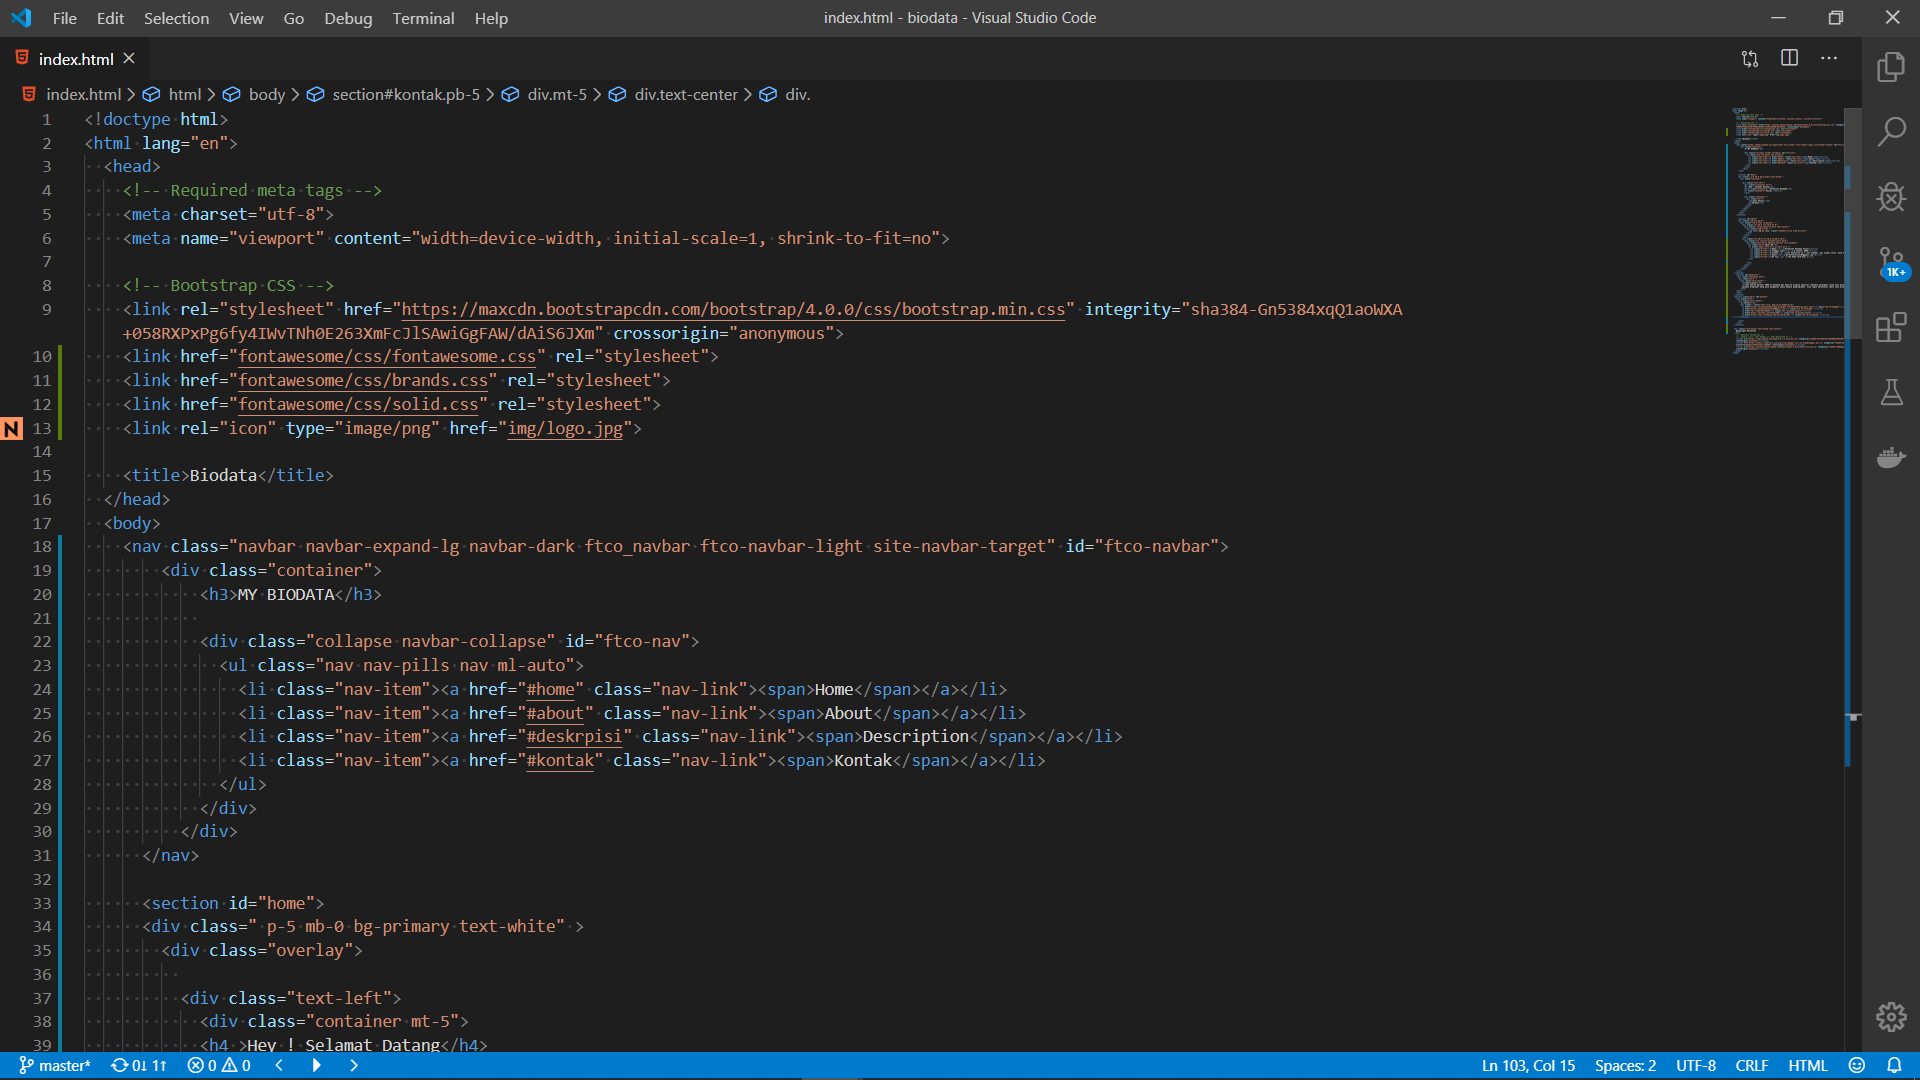 File Edit Selection View Go Debug Terminal Help
index.html - biodata - Visual Studio Code
index.html
index.html > html > body > section#kontak.pb-5 > div.mt-5 > div.text-center > div.
1 <!doctype html>
2 <html lang="en">
3 <head>
4 <!-- Required meta tags -->
5 <meta charset="utf-8">
6 <meta name="viewport" content="width=device-width, initial-scale=1, shrink-to-fit=no">
7
8 <!-- Bootstrap CSS -->
9 <link rel="stylesheet" href="https://maxcdn.bootstrapcdn.com/bootstrap/4.0.0/css/bootstrap.min.css" integrity="sha384-Gn5384xqQ1aoWXA
+058RXPxPg6fy4IWvTNh0E263XmFcJlSAwiGgFAW/dAiS6JXm" crossorigin="anonymous">
10 <link href="fontawesome/css/fontawesome.css" rel="stylesheet">
11 <link href="fontawesome/css/brands.css" rel="stylesheet">
12 <link href="fontawesome/css/solid.css" rel="stylesheet">
N 13 <link rel="icon" type="image/png" href="img/logo.jpg">
14
15 <title>Biodata</title>
16 </head>
17 <body>
18 <nav class="navbar navbar-expand-lg navbar-dark ftco_navbar ftco-navbar-light site-navbar-target" id="ftco-navbar">
19 <div class="container">
20 <h3>MY BIODATA</h3>
21
22 <div class="collapse navbar-collapse" id="ftco-nav">
23 <ul class="nav nav-pills nav ml-auto">
24 <li class="nav-item"><a href="#home" class="nav-link"><span>Home</span></a></li>
25 <li class="nav-item"><a href="#about" class="nav-link"><span>About</span></a></li>
26 <li class="nav-item"><a href="#deskrpisi" class="nav-link"><span>Description</span></a></li>
27 <li class="nav-item"><a href="#kontak" class="nav-link"><span>Kontak</span></a></li>
28 </ul>
29 </div>
30 </div>
31 </nav>
32
33 <section id="home">
34 <div class=" p-5 mb-0 bg-primary text-white" >
35 <div class="overlay">
36
37 <div class="text-left">
38 <div class="container mt-5">
39 <h4 >Hey ! Selamat Datang</h4>
1K+
master* 0↓ 1↑ 0 0 Ln 103, Col 15 Spaces: 2 UTF-8 CRLF HTML